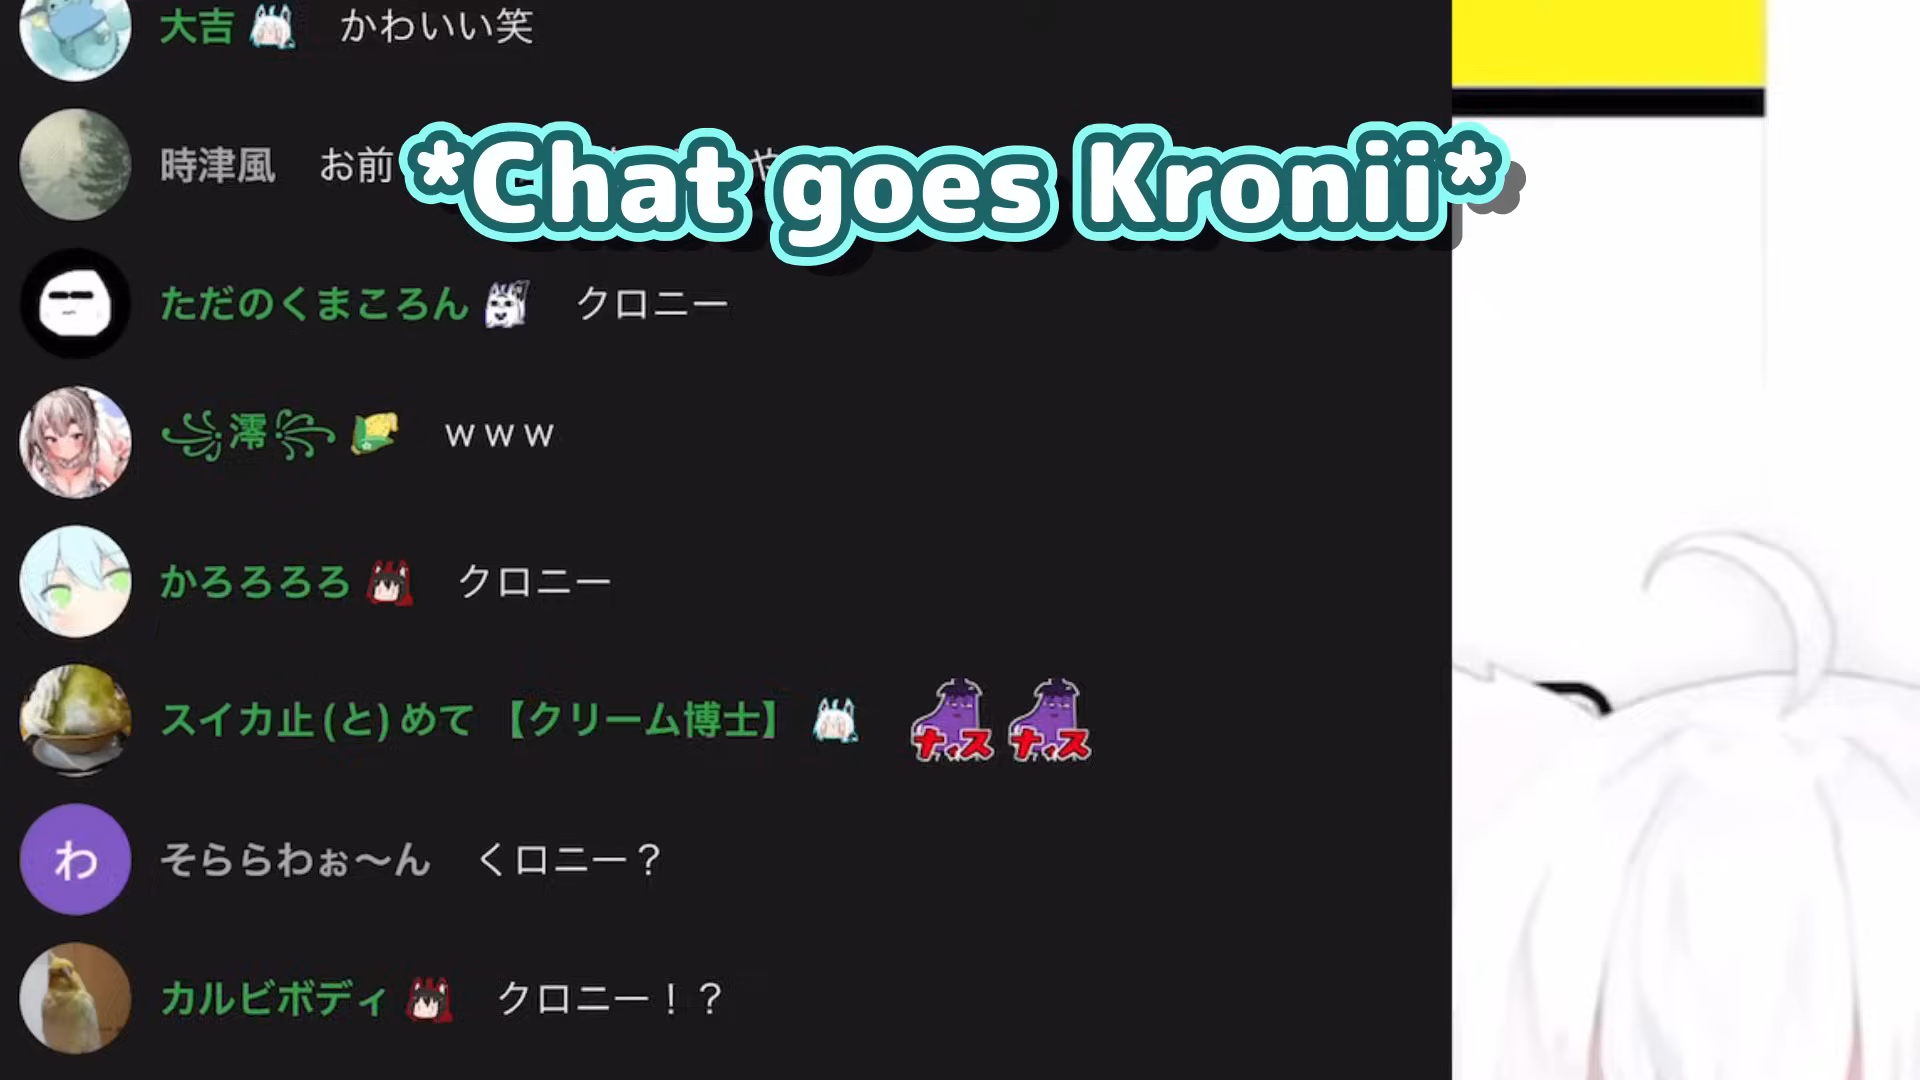 大吉 かわいい笑
*Chat goes Kronii*
時津風 お前
ただのくまころん クロニー
澪 ｗｗｗ
かろろろろ クロニー
スイカ止(と)めて 【クリーム博士】 ナイス ナイス
わ そららわぉ〜ん くロニー？
カルビボディ クロニー！？